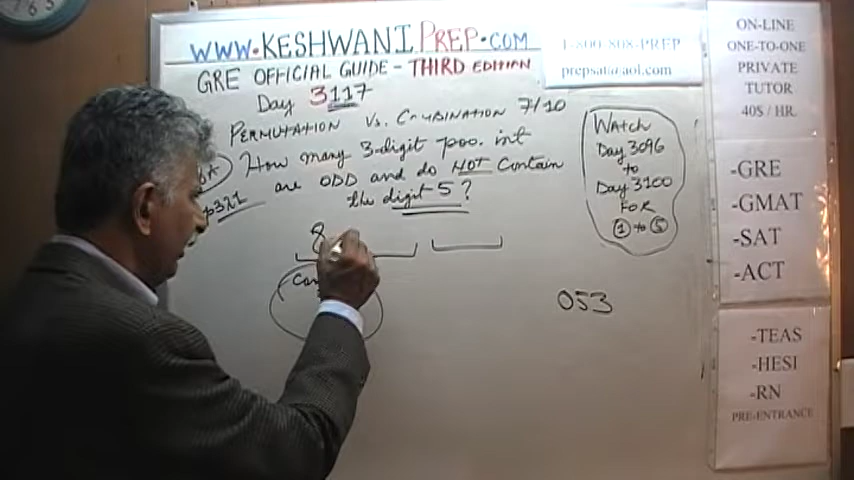 WWW.KESHWANIPREP.COM
GRE OFFICIAL GUIDE - THIRD EDITION
Day 3117
PERMUTATION VS. COMBINATION 7/10
How many 3-digit poo. int
are ODD and do NOT Contain
the digit 5?
p321
8
053
WATCH
Day 3096
to
Day 3100
FOR
① to ⑤
1-800-808-PREP
prepsat@aol.com
ON-LINE
ONE-TO-ONE
PRIVATE
TUTOR
40$ / HR.
-GRE
-GMAT
-SAT
-ACT
-TEAS
-HESI
-RN
PRE-ENTRANCE